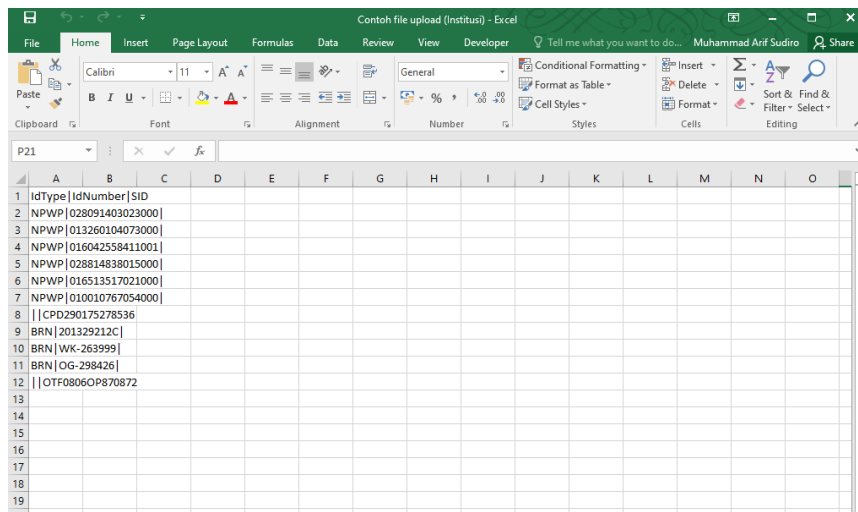 Contoh file upload (Institusi) - Excel
File Home Insert Page Layout Formulas Data Review View Developer Tell me what you want to do... Muhammad Arif Sudiro Share
Paste
Calibri 11 A A
B I U A
General
% ,
Conditional Formatting
Format as Table
Cell Styles
Insert
Delete
Format
Sort & Filter
Find & Select
Clipboard Font Alignment Number Styles Cells Editing
P21 fx
A B C D E F G H I J K L M N O
1 IdType|IdNumber|SID
2 NPWP|028091403023000|
3 NPWP|013260104073000|
4 NPWP|016042558411001|
5 NPWP|028814838015000|
6 NPWP|016513517021000|
7 NPWP|010010767054000|
8 ||CPD290175278536
9 BRN|201329212C|
10 BRN|WK-263999|
11 BRN|OG-298426|
12 ||OTF0806OP870872
13
14
15
16
17
18
19